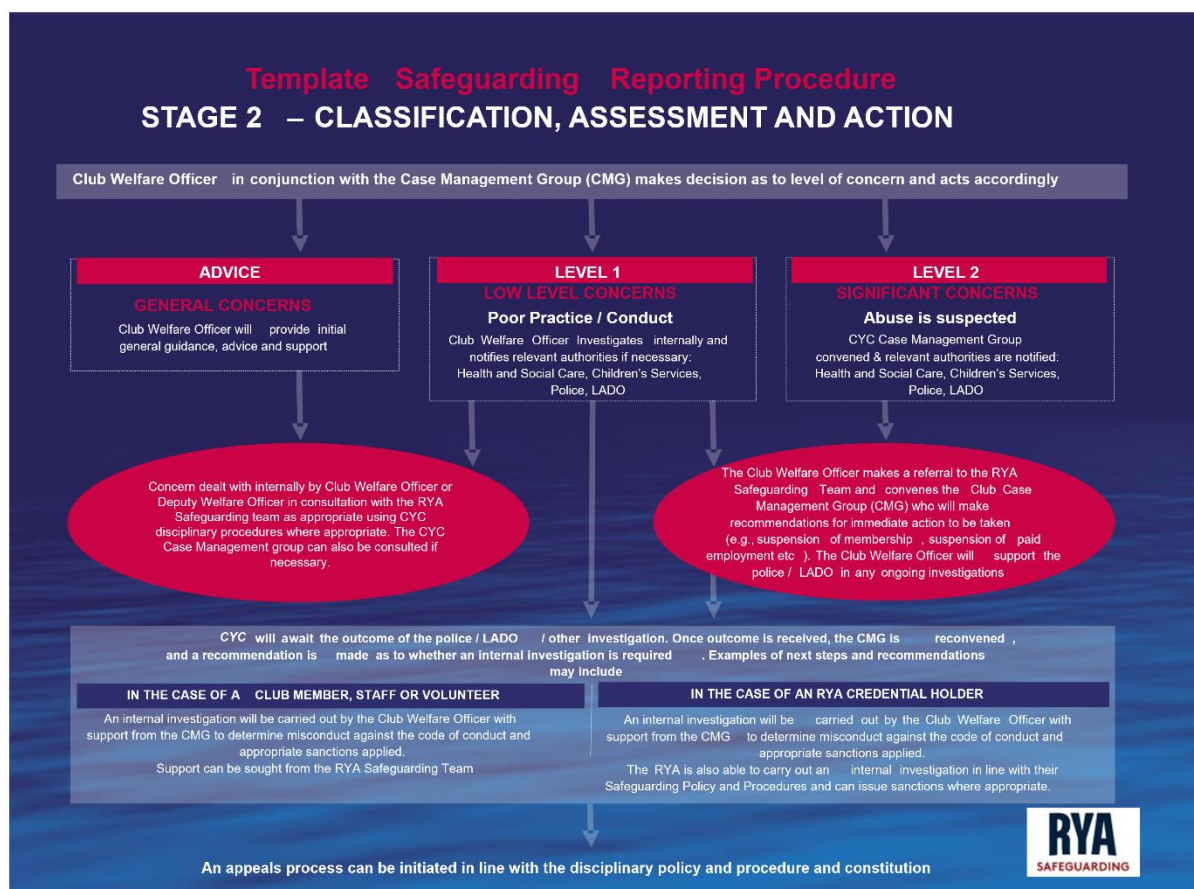 Template Safeguarding Reporting Procedure
STAGE 2 – CLASSIFICATION, ASSESSMENT AND ACTION
Club Welfare Officer in conjunction with the Case Management Group (CMG) makes decision as to level of concern and acts accordingly
ADVICE
GENERAL CONCERNS
Club Welfare Officer will provide initial
general guidance, advice and support
LEVEL 1
LOW LEVEL CONCERNS
Poor Practice / Conduct
Club Welfare Officer Investigates internally and
notifies relevant authorities if necessary:
Health and Social Care, Children's Services,
Police, LADO
LEVEL 2
SIGNIFICANT CONCERNS
Abuse is suspected
CYC Case Management Group
convened & relevant authorities are notified:
Health and Social Care, Children's Services,
Police, LADO
Concern dealt with internally by Club Welfare Officer or
Deputy Welfare Officer in consultation with the RYA
Safeguarding team as appropriate using CYC
disciplinary procedures where appropriate. The CYC
Case Management group can also be consulted if
necessary.
The Club Welfare Officer makes a referral to the RYA
Safeguarding Team and convenes the Club Case
Management Group (CMG) who will make
recommendations for immediate action to be taken
(e.g., suspension of membership , suspension of paid
employment etc ). The Club Welfare Officer will support the
police / LADO in any ongoing investigations
CYC will await the outcome of the police / LADO / other Investigation. Once outcome is received, the CMG is reconvened ,
and a recommendation is made as to whether an internal investigation is required . Examples of next steps and recommendations
may include
IN THE CASE OF A CLUB MEMBER, STAFF OR VOLUNTEER
An internal investigation will be carried out by the Club Welfare Officer with
support from the CMG to determine misconduct against the code of conduct and
appropriate sanctions applied.
Support can be sought from the RYA Safeguarding Team
IN THE CASE OF AN RYA CREDENTIAL HOLDER
An internal investigation will be carried out by the Club Welfare Officer with
support from the CMG to determine misconduct against the code of conduct and
appropriate sanctions applied.
The RYA is also able to carry out an internal investigation in line with their
Safeguarding Policy and Procedures and can issue sanctions where appropriate.
An appeals process can be initiated in line with the disciplinary policy and procedure and constitution
RYA
SAFEGUARDING